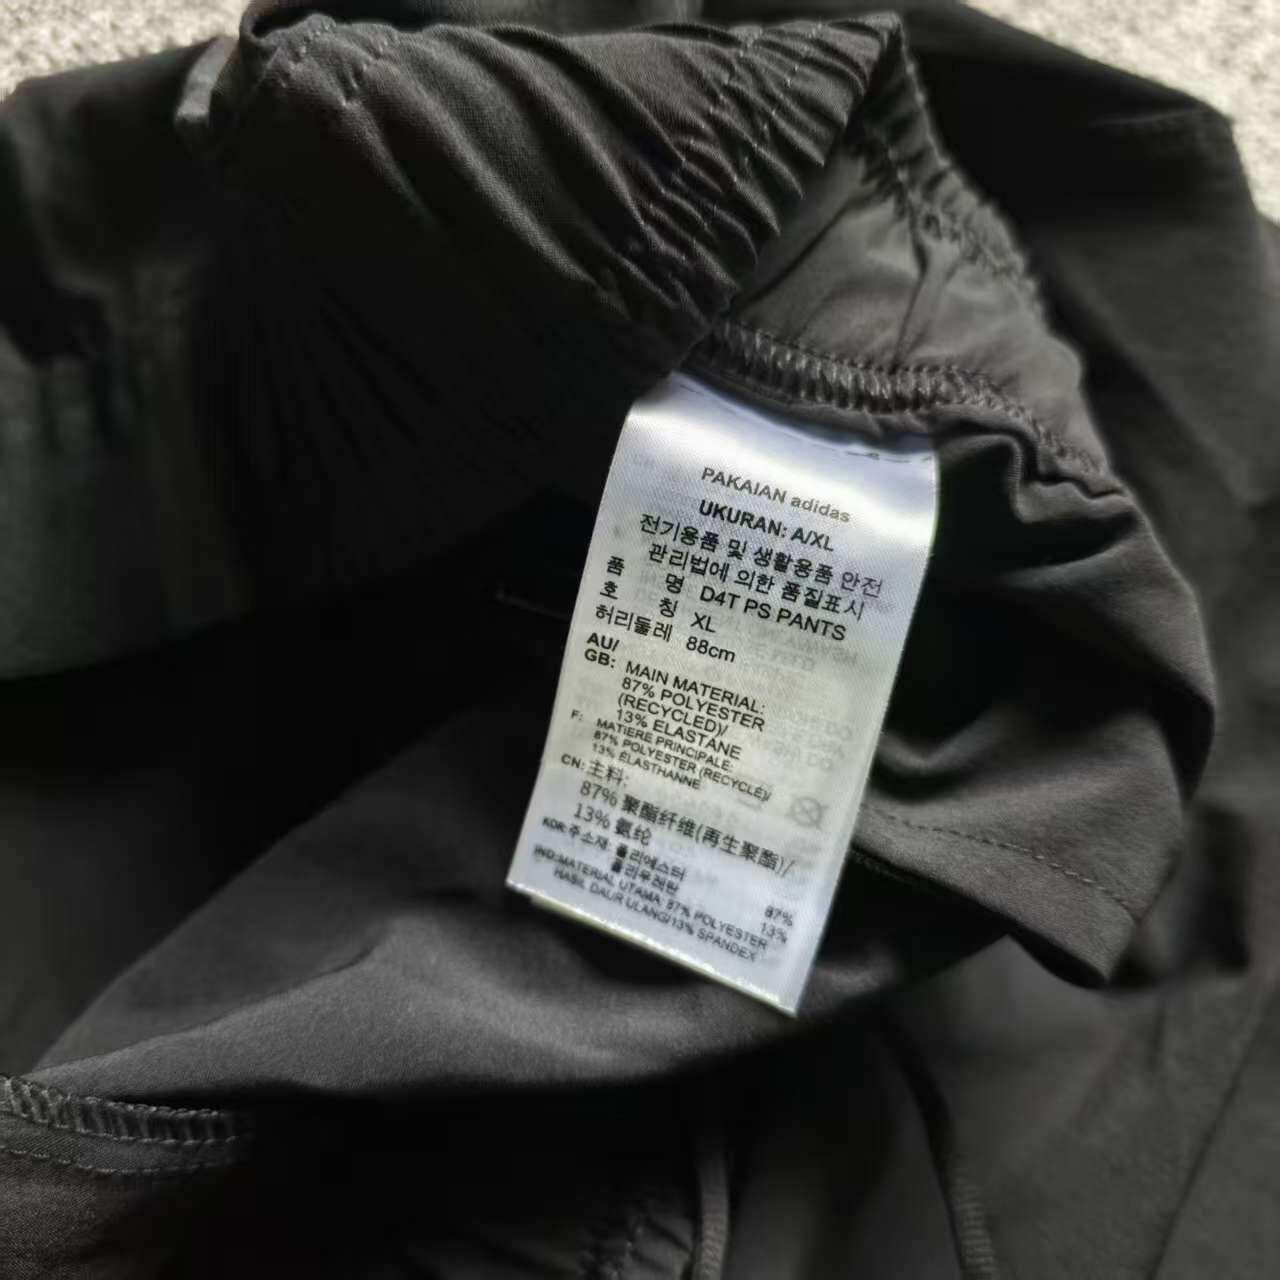 PAKAIAN adidas
UKURAN: A/XL
전기용품 및 생활용품 안전
관리법에 의한 품질표시
품 명 D4T PS PANTS
호 칭 XL
허리둘레 88cm
AU/
GB: MAIN MATERIAL:
87% POLYESTER
(RECYCLED)/
13% ELASTANE
F: MATIERE PRINCIPALE:
87% POLYESTER (RECYCLÉ)/
13% ÉLASTHANNE
CN: 主料:
87% 聚酯纤维(再生聚酯)/
13% 氨纶
KOR: 주소재: 폴리에스터 87%
폴리우레탄 13%
IND: MATERIAL UTAMA: 87% POLYESTER
HASIL DAUR ULANG/13% SPANDEX